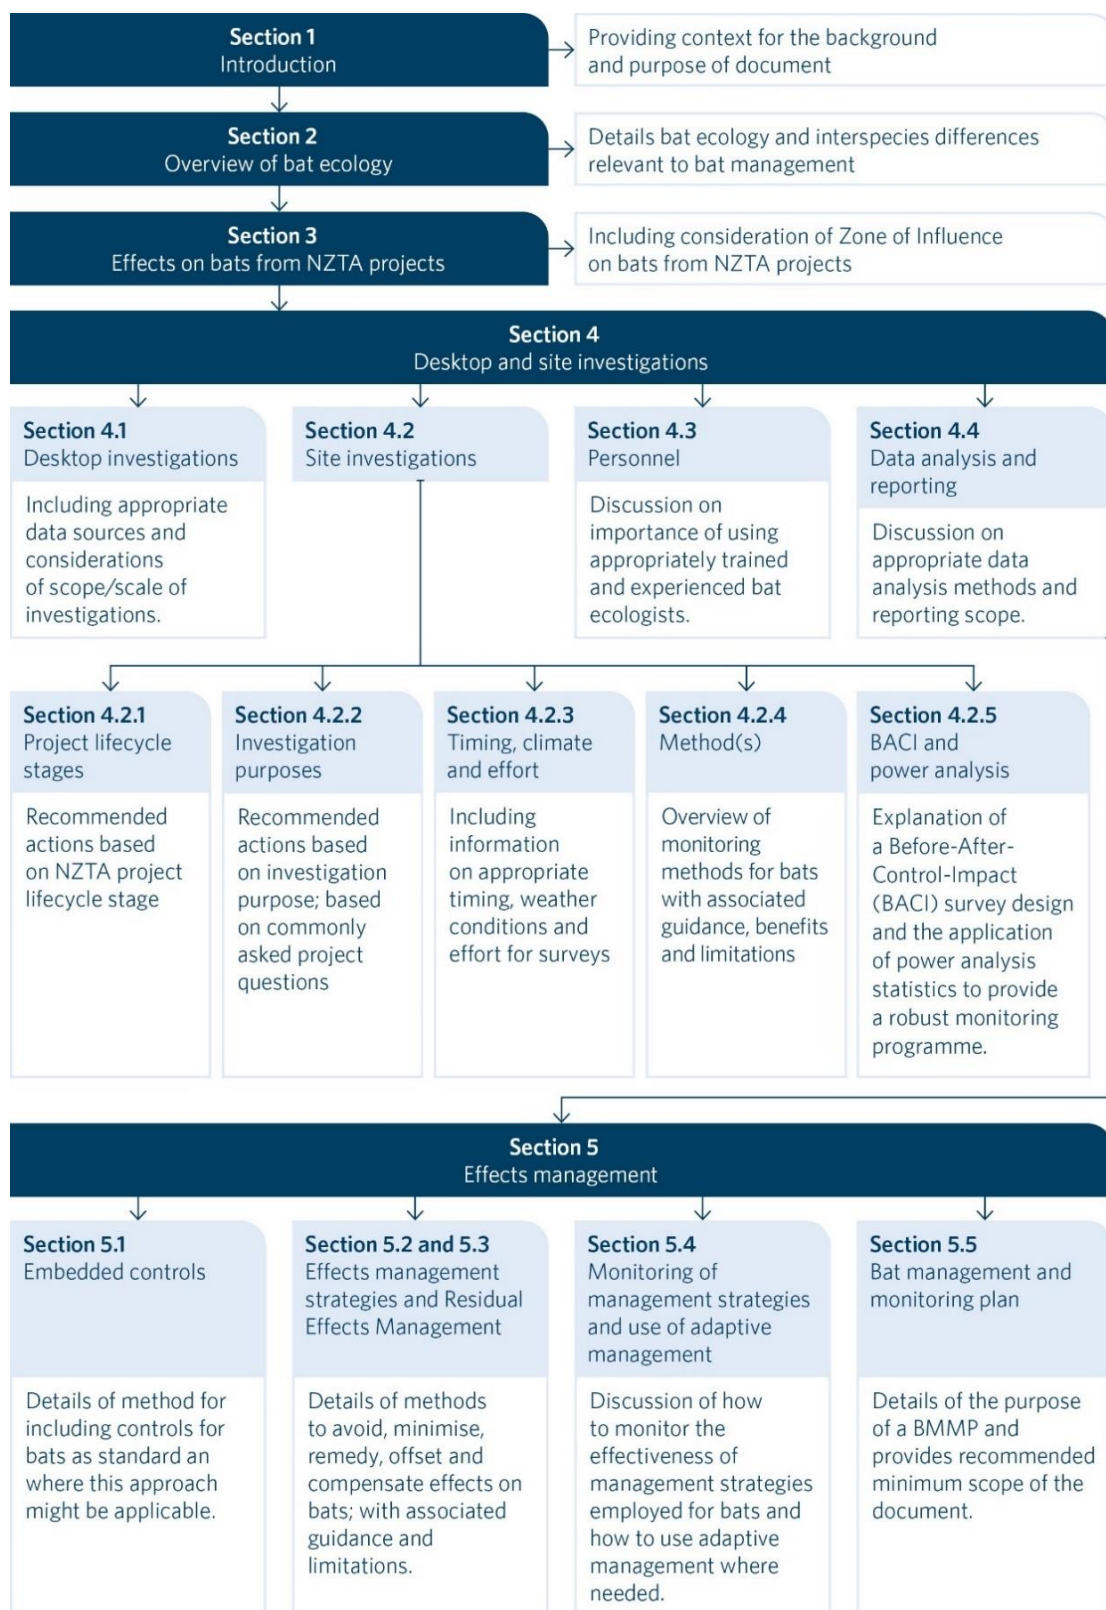 Section 1
Introduction
Providing context for the background
and purpose of document
Section 2
Overview of bat ecology
Details bat ecology and interspecies differences
relevant to bat management
Section 3
Effects on bats from NZTA projects
Including consideration of Zone of Influence
on bats from NZTA projects
Section 4
Desktop and site investigations
Section 4.1
Desktop investigations
Including appropriate
data sources and
considerations
of scope/scale of
investigations.
Section 4.2
Site investigations
Section 4.3
Personnel
Discussion on
importance of using
appropriately trained
and experienced bat
ecologists.
Section 4.4
Data analysis and
reporting
Discussion on
appropriate data
analysis methods and
reporting scope.
Section 4.2.1
Project lifecycle
stages
Recommended
actions based
on NZTA project
lifecycle stage
Section 4.2.2
Investigation
purposes
Recommended
actions based
on investigation
purpose; based
on commonly
asked project
questions
Section 4.2.3
Timing, climate
and effort
Including
information
on appropriate
timing, weather
conditions and
effort for surveys
Section 4.2.4
Method(s)
Overview of
monitoring
methods for bats
with associated
guidance, benefits
and limitations
Section 4.2.5
BACI and
power analysis
Explanation of
a Before-After-
Control-Impact
(BACI) survey design
and the application
of power analysis
statistics to provide
a robust monitoring
programme.
Section 5
Effects management
Section 5.1
Embedded controls
Details of method for
including controls for
bats as standard an
where this approach
might be applicable.
Section 5.2 and 5.3
Effects management
strategies and Residual
Effects Management
Details of methods
to avoid, minimise,
remedy, offset and
compensate effects on
bats; with associated
guidance and
limitations.
Section 5.4
Monitoring of
management strategies
and use of adaptive
management
Discussion of how
to monitor the
effectiveness of
management strategies
employed for bats and
how to use adaptive
management where
needed.
Section 5.5
Bat management and
monitoring plan
Details of the purpose
of a BMMP and
provides recommended
minimum scope of the
document.